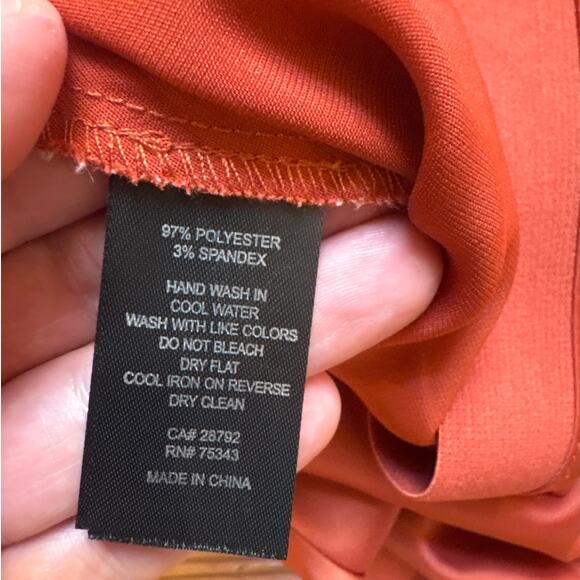 97% POLYESTER
3% SPANDEX
HAND WASH IN
COOL WATER
WASH WITH LIKE COLORS
DO NOT BLEACH
DRY FLAT
COOL IRON ON REVERSE
DRY CLEAN
CA# 28792
RN# 75343
MADE IN CHINA